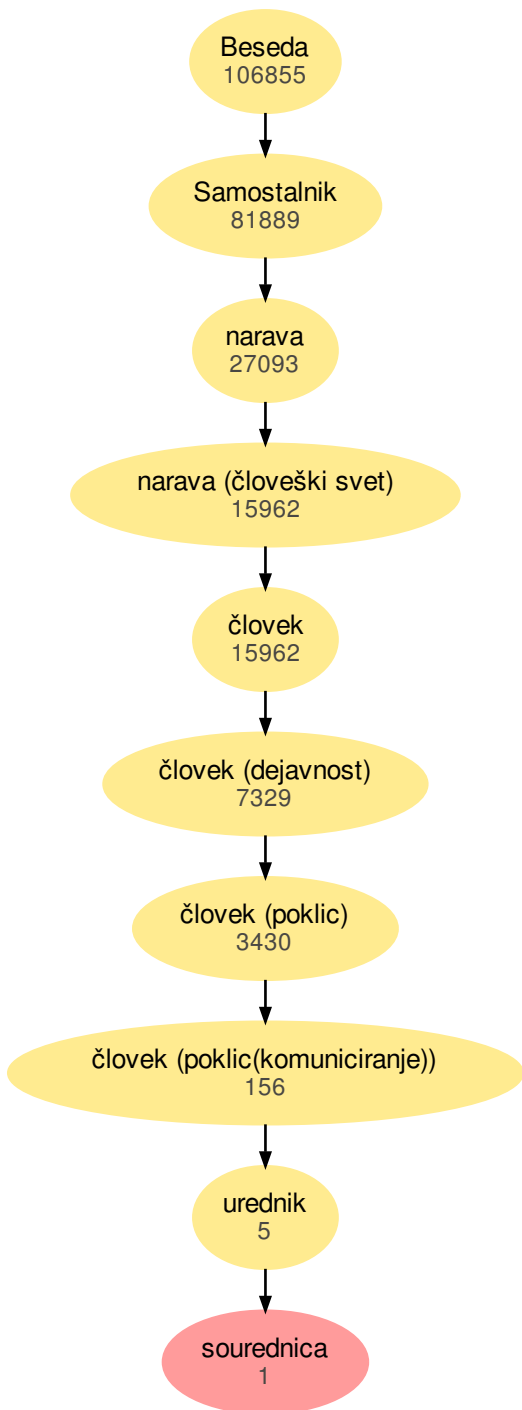 Beseda
106855
Samostalnik
81889
narava
27093
narava (človeški svet)
15962
človek
15962
človek (dejavnost)
7329
človek (poklic)
3430
človek (poklic(komuniciranje))
156
urednik
5
sourednica
1